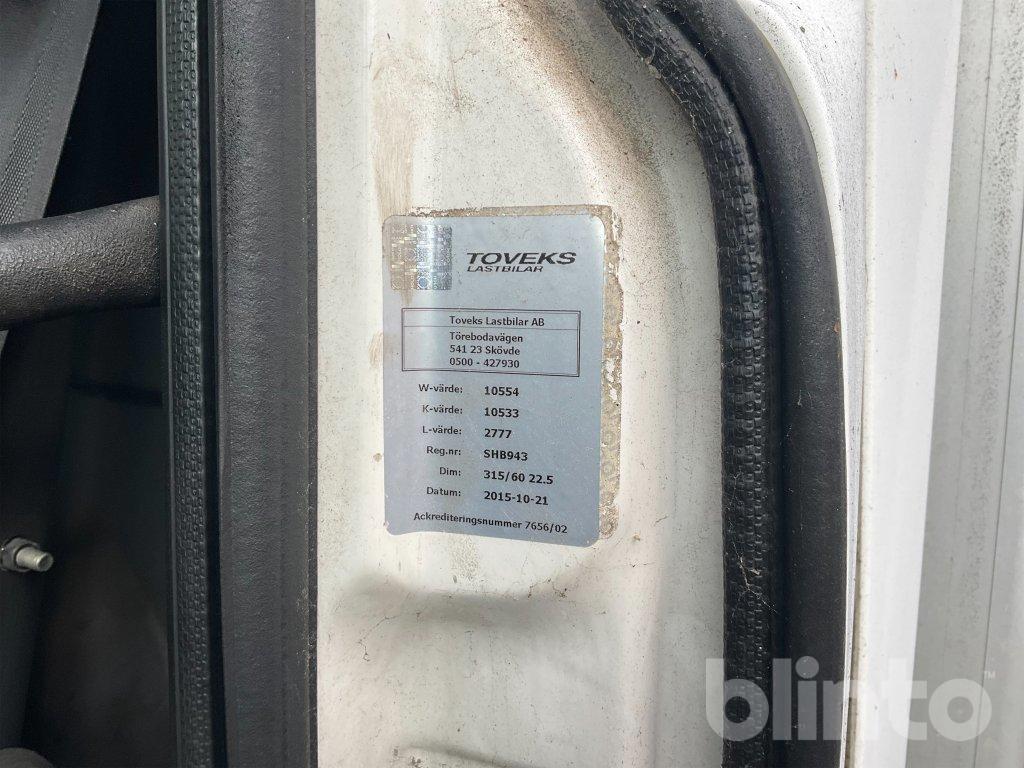 TOVEKS
LASTBILAR
Toveks Lastbilar AB
Törebodavägen
541 23 Skövde
0500 - 427930
W-värde: 10554
K-värde: 10533
L-värde: 2777
Reg.nr: SHB943
Dim: 315/60 22.5
Datum: 2015-10-21
Ackrediteringsnummer 7656/02
blinto™